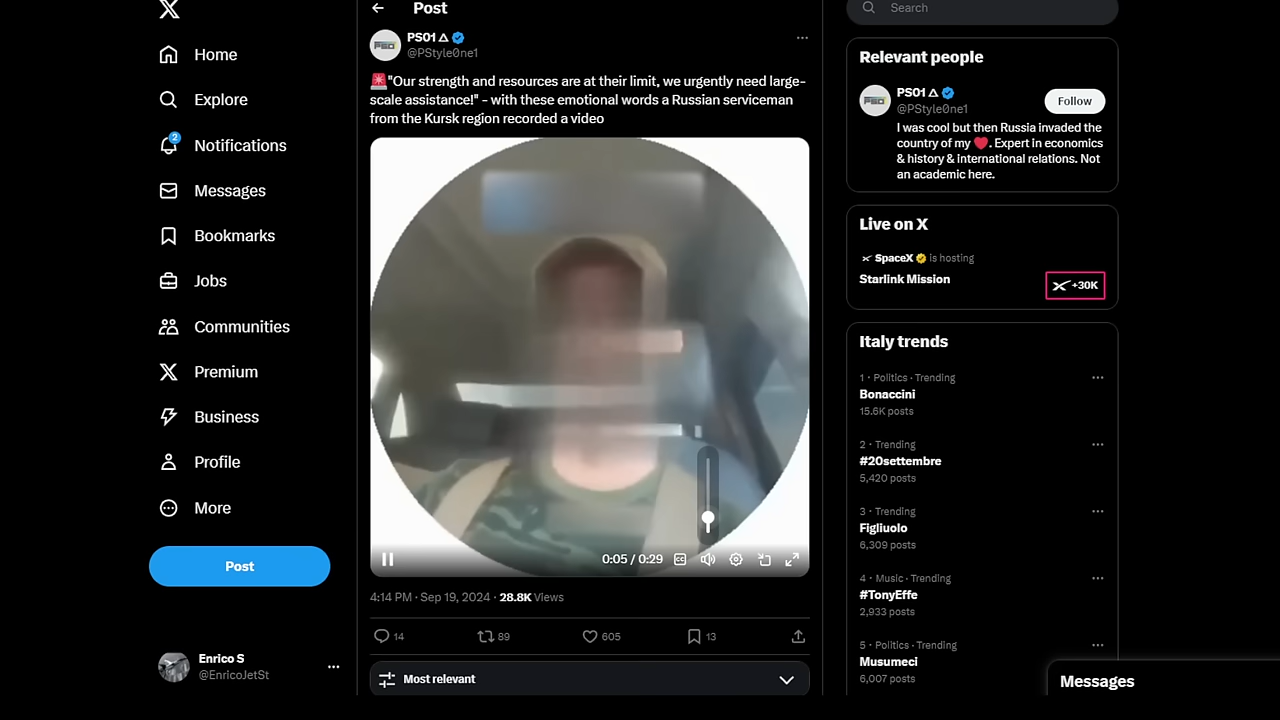 Home
Explore
2
Notifications
Messages
Bookmarks
Jobs
Communities
Premium
Business
Profile
More
Post
Enrico S
@EnricoJetSt
Post
PS01 △
@PStyle0ne1
🚨"Our strength and resources are at their limit, we urgently need large-
scale assistance!" - with these emotional words a Russian serviceman
from the Kursk region recorded a video
0:05 / 0:29
4:14 PM · Sep 19, 2024 · 28.8K Views
14
89
605
13
Most relevant
Search
Relevant people
PS01 △
@PStyle0ne1
Follow
I was cool but then Russia invaded the
country of my ❤️. Expert in economics
& history & international relations. Not
an academic here.
Live on X
SpaceX is hosting
Starlink Mission
+30K
Italy trends
1 · Politics · Trending
Bonaccini
15.6K posts
2 · Trending
#20settembre
5,420 posts
3 · Trending
Figliuolo
6,309 posts
4 · Music · Trending
#TonyEffe
2,933 posts
5 · Politics · Trending
Musumeci
6,007 posts
Messages